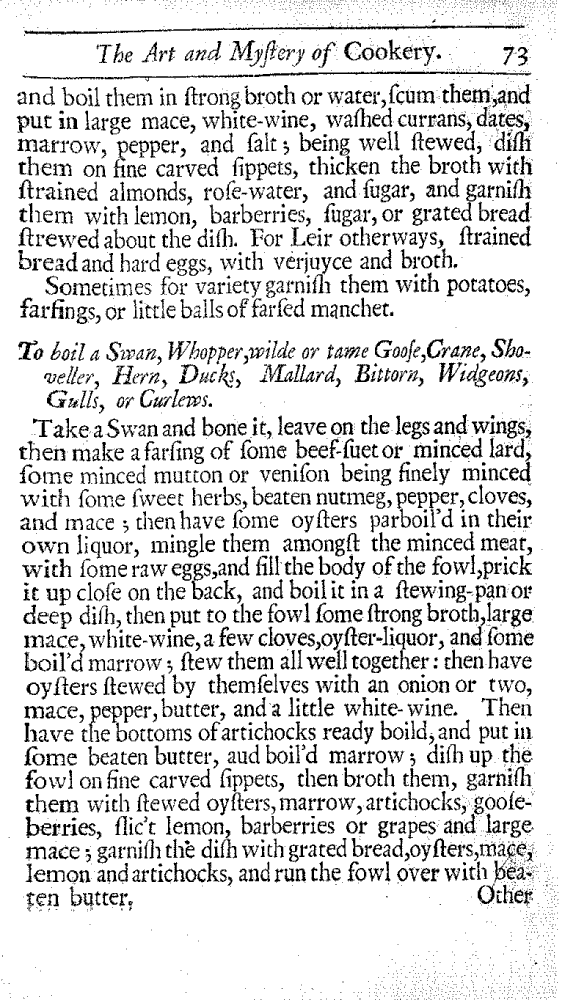 The Art and Myſtery of Cookery. 73
and boil them in ſtrong broth or water, ſcum them, and
put in large mace, white-wine, waſhed currans, dates,
marrow, pepper, and ſalt; being well ſtewed, diſh
them on fine carved ſippets, thicken the broth with
ſtrained almonds, roſe-water, and ſugar, and garniſh
them with lemon, barberries, ſugar, or grated bread
ſtrewed about the diſh. For Leir otherways, ſtrained
bread and hard eggs, with verjuyce and broth.
Sometimes for variety garniſh them with potatoes,
farſings, or little balls of farſed manchet.
To boil a Swan, Whopper, wilde or tame Gooſe, Crane, Sho-
veller, Hern, Ducks, Mallard, Bittorn, Widgeons,
Gulls, or Curlews.
Take a Swan and bone it, leave on the legs and wings,
then make a farſing of ſome beef-ſuet or minced lard,
ſome minced mutton or veniſon being finely minced
with ſome ſweet herbs, beaten nutmeg, pepper, cloves,
and mace; then have ſome oyſters parboil'd in their
own liquor, mingle them amongſt the minced meat,
with ſome raw eggs, and fill the body of the fowl, prick
it up cloſe on the back, and boil it in a ſtewing-pan or
deep diſh, then put to the fowl ſome ſtrong broth, large
mace, white-wine, a few cloves, oyſter-liquor, and ſome
boil'd marrow; ſtew them all well together: then have
oyſters ſtewed by themſelves with an onion or two,
mace, pepper, butter, and a little white-wine. Then
have the bottoms of artichocks ready boild, and put in
ſome beaten butter, aud boil'd marrow; diſh up the
fowl on fine carved ſippets, then broth them, garniſh
them with ſtewed oyſters, marrow, artichocks, gooſe-
berries, ſlic't lemon, barberries or grapes and large
mace; garniſh the diſh with grated bread, oyſters, mace,
lemon and artichocks, and run the fowl over with bea-
ten butter.
Other